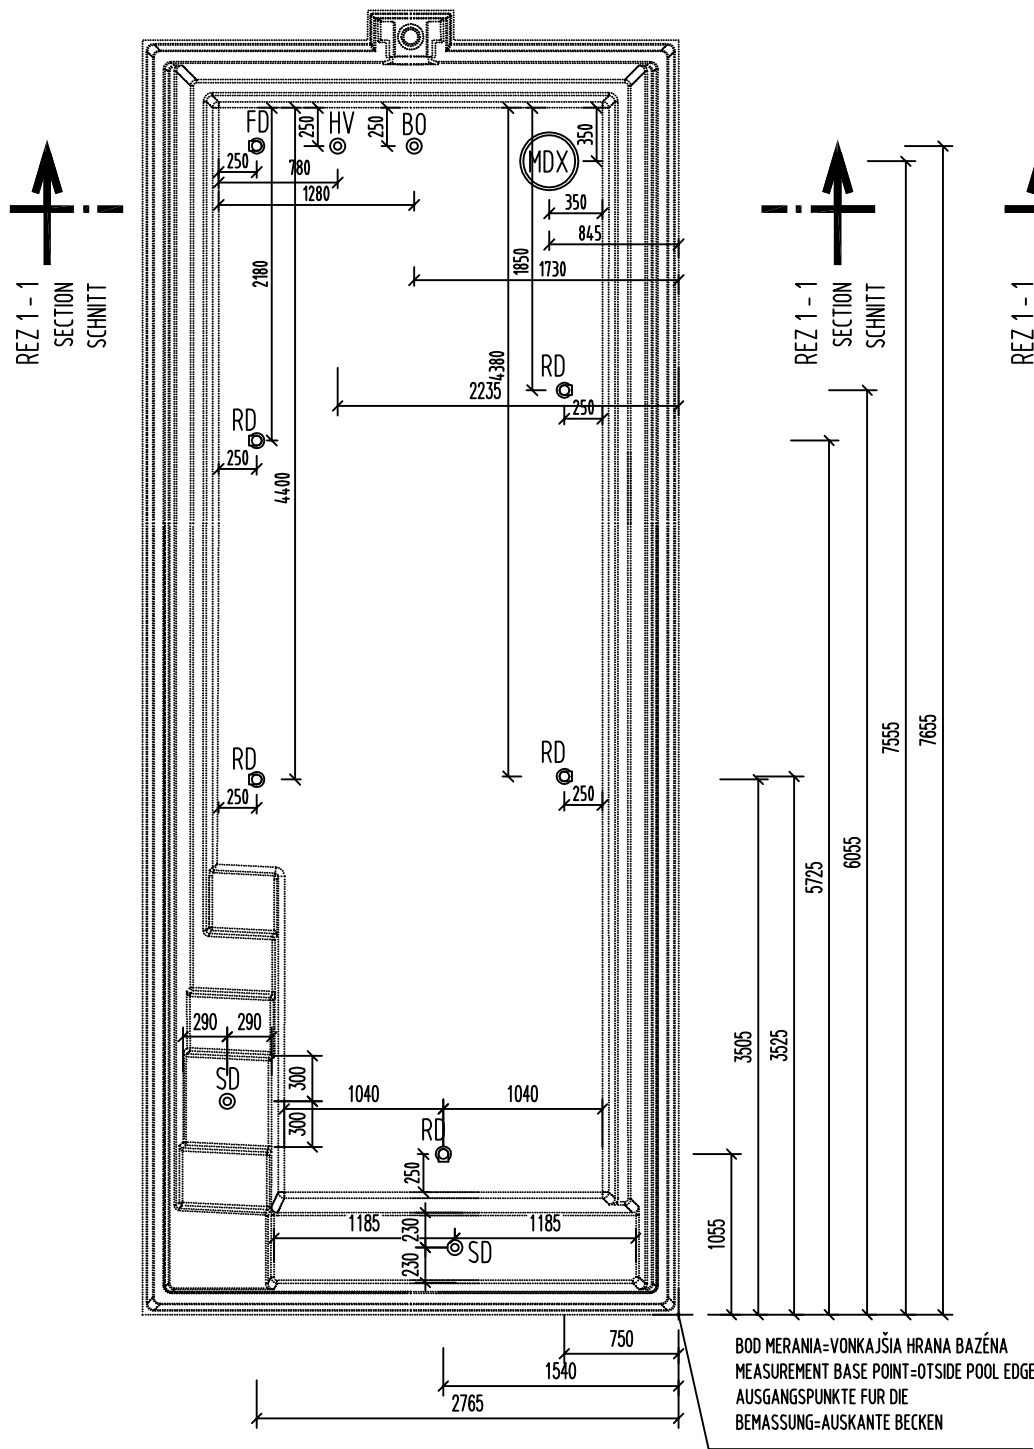 FD
HV
BO
MDX
250
250
350
250
780
1280
350
845
1730
2180
1850
4380
2235
4400
REZ 1 - 1
SECTION
SCHNITT
REZ 1 - 1
SECTION
SCHNITT
REZ 1 - 1
RD
250
RD
250
RD
250
RD
250
7555
7655
6055
5725
3505
3525
1055
290
290
SD
300
300
1040
1040
RD
250
1185
1185
230
230
SD
750
1540
2765
BOD MERANIA=VONKAJŠIA HRANA BAZÉNA
MEASUREMENT BASE POINT=OTSIDE POOL EDGE
AUSGANGSPUNKTE FUR DIE
BEMASSUNG=AUSKANTE BECKEN